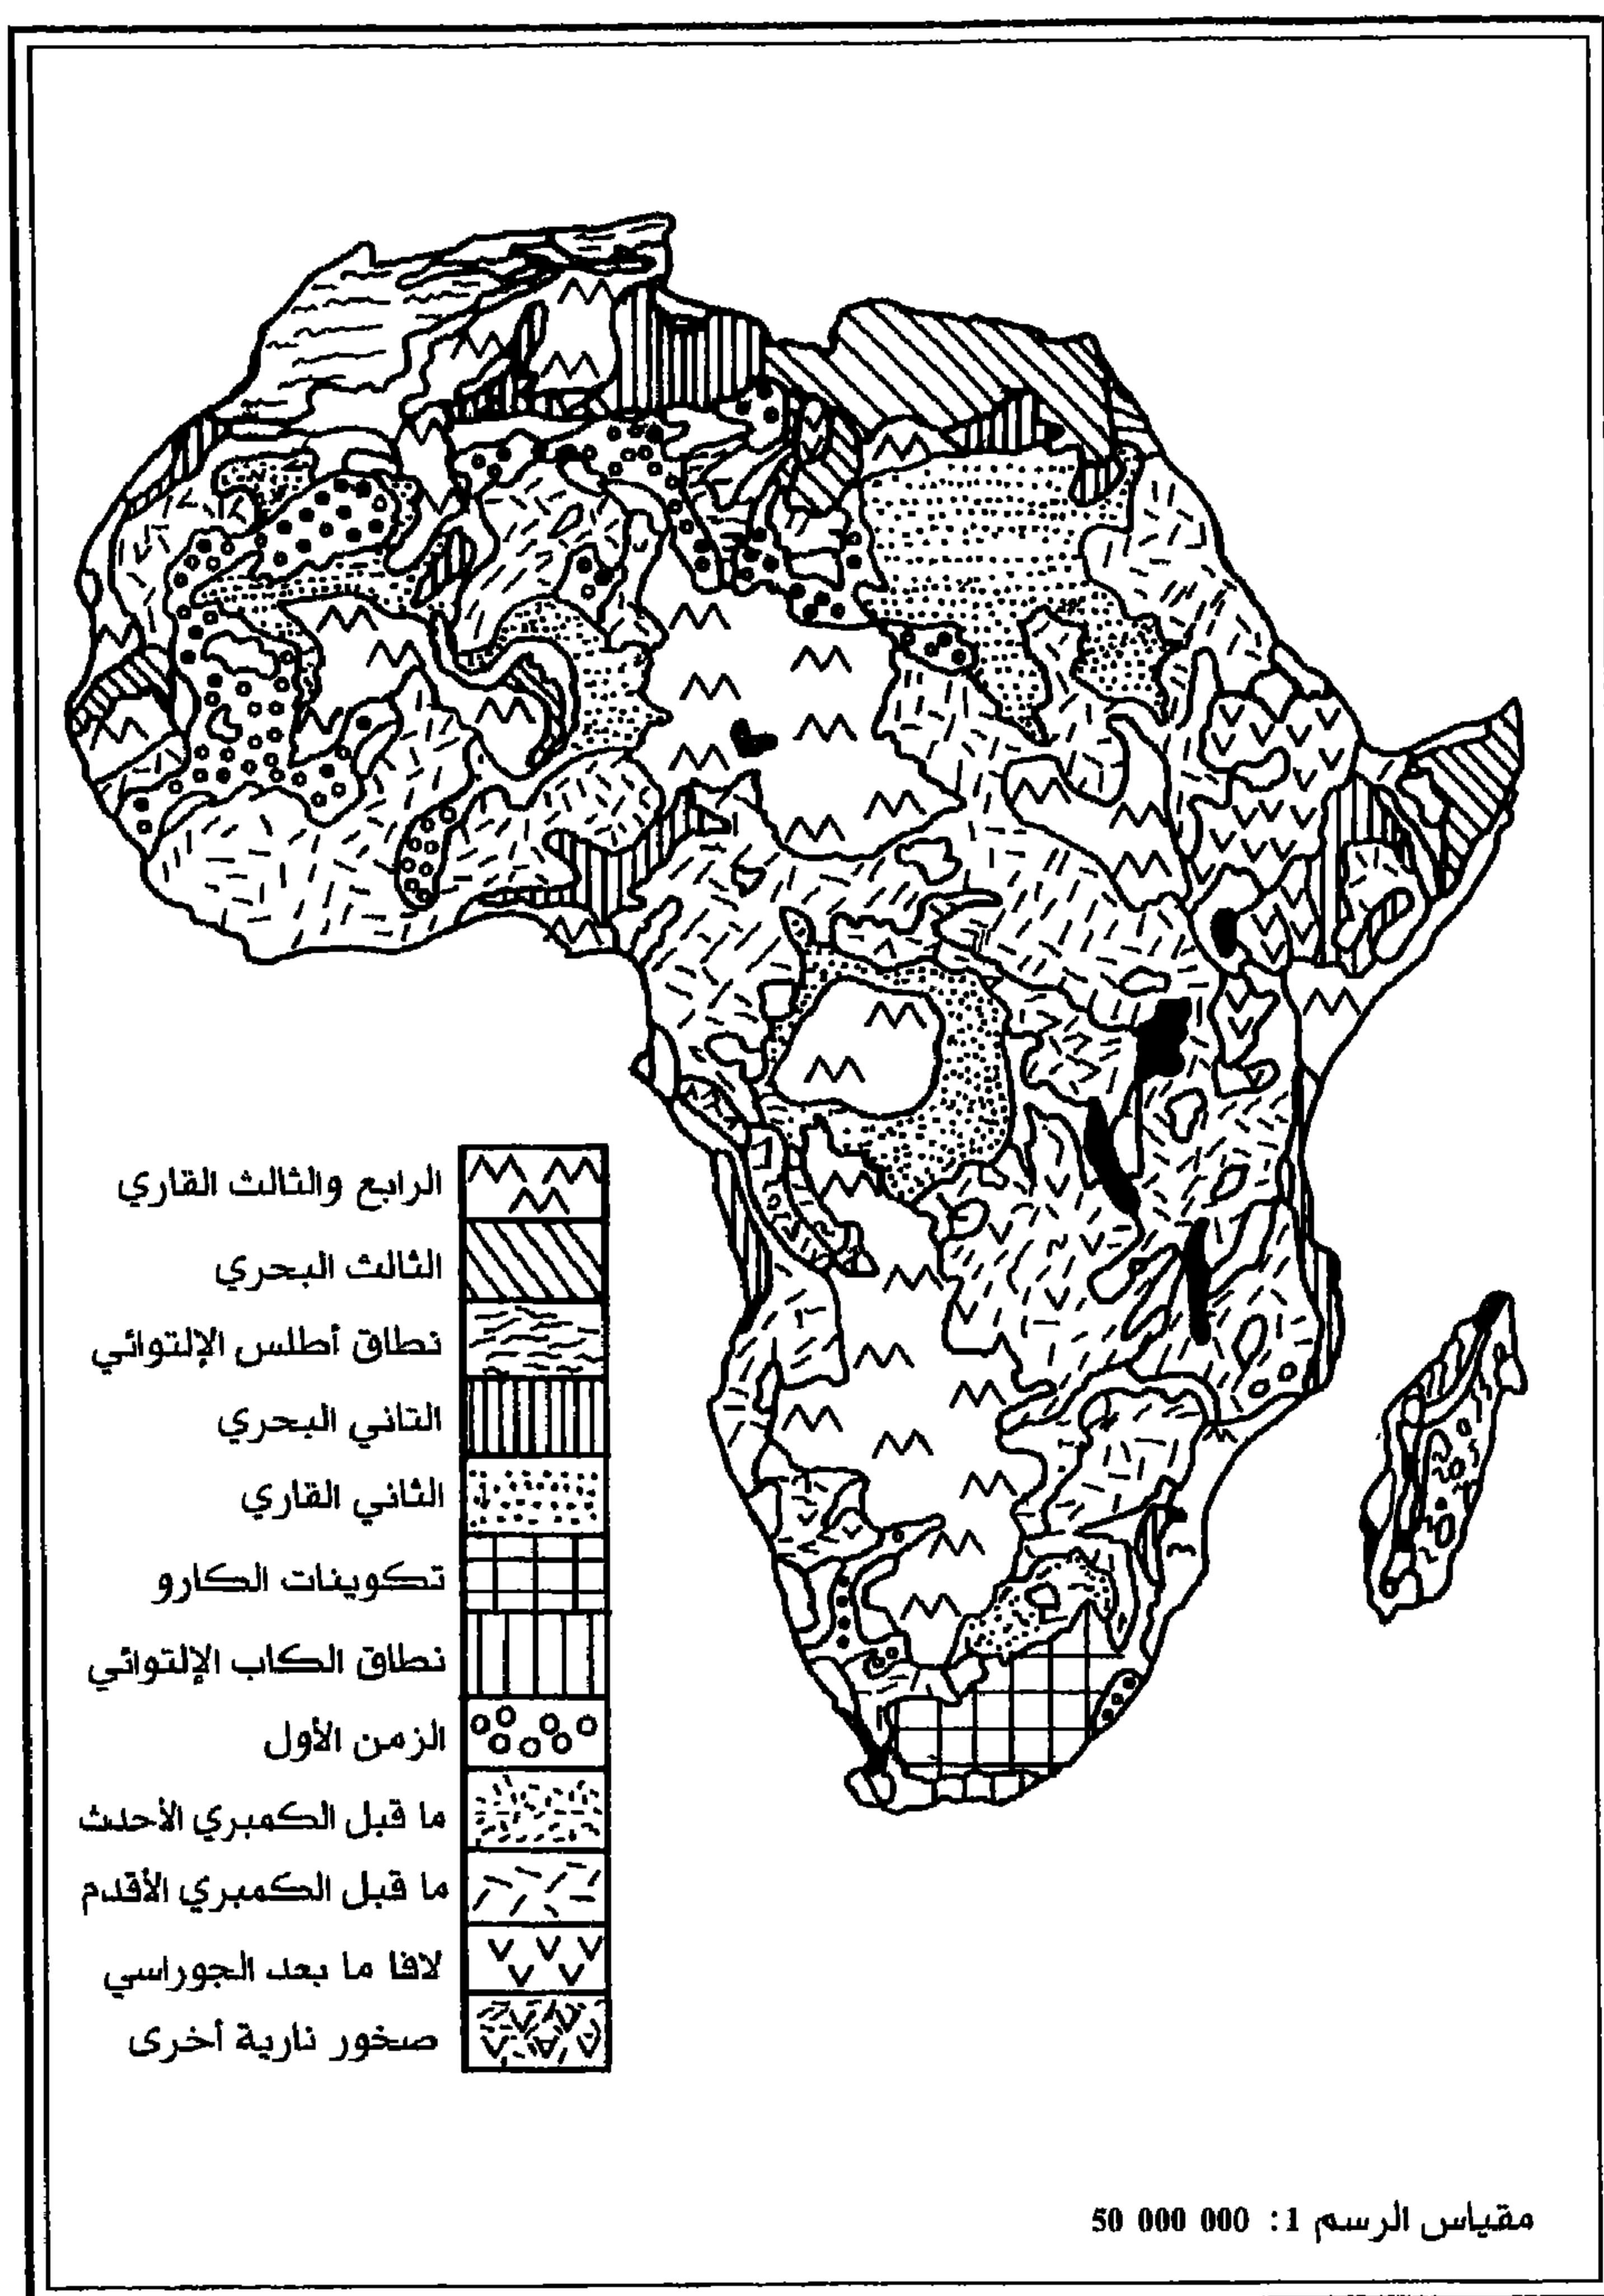 الرابع والثالث القاري
الثالث البحري
نطاق أطلس الإلتوائي
التاني البحري
الثاني القاري
تكوينات الكارو
نطاق الكاب الإلتوائي
الزمن الأول
ما قبل الكمبري الأحدث
ما قبل الكمبري الأقدم
لافا ما بعد الجوراسي
صخور نارية أخرى
مقياس الرسم 1: 000 000 50